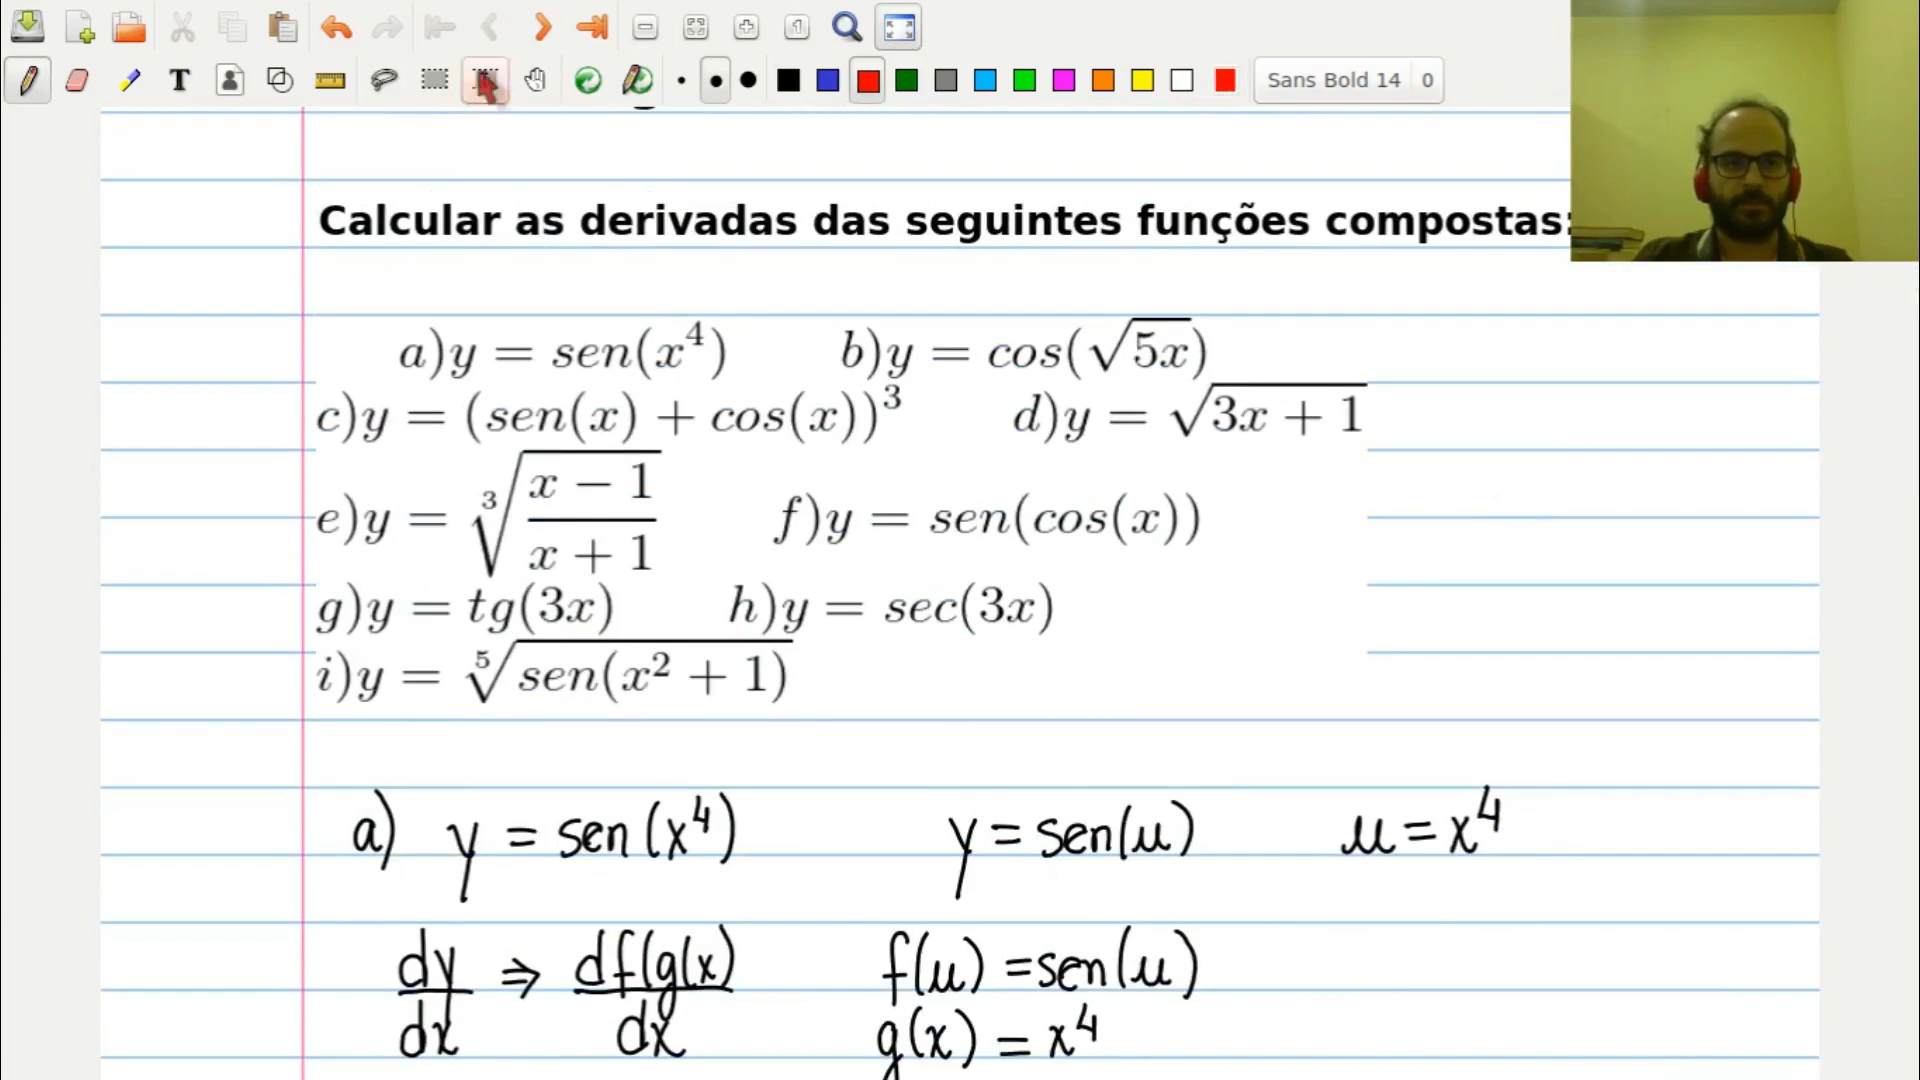 T
Sans Bold 14 0
Calcular as derivadas das seguintes funções compostas:
a)y = sen(x⁴) b)y = cos(√5x)
c)y = (sen(x) + cos(x))³ d)y = √3x + 1
e)y = ³√x − 1 / x + 1 f)y = sen(cos(x))
g)y = tg(3x) h)y = sec(3x)
i)y = ⁵√sen(x² + 1)
a) y = sen(x⁴) y = sen(u) u = x⁴
dy/dx ⇒ df(g(x)/dx f(u) = sen(u)
g(x) = x⁴